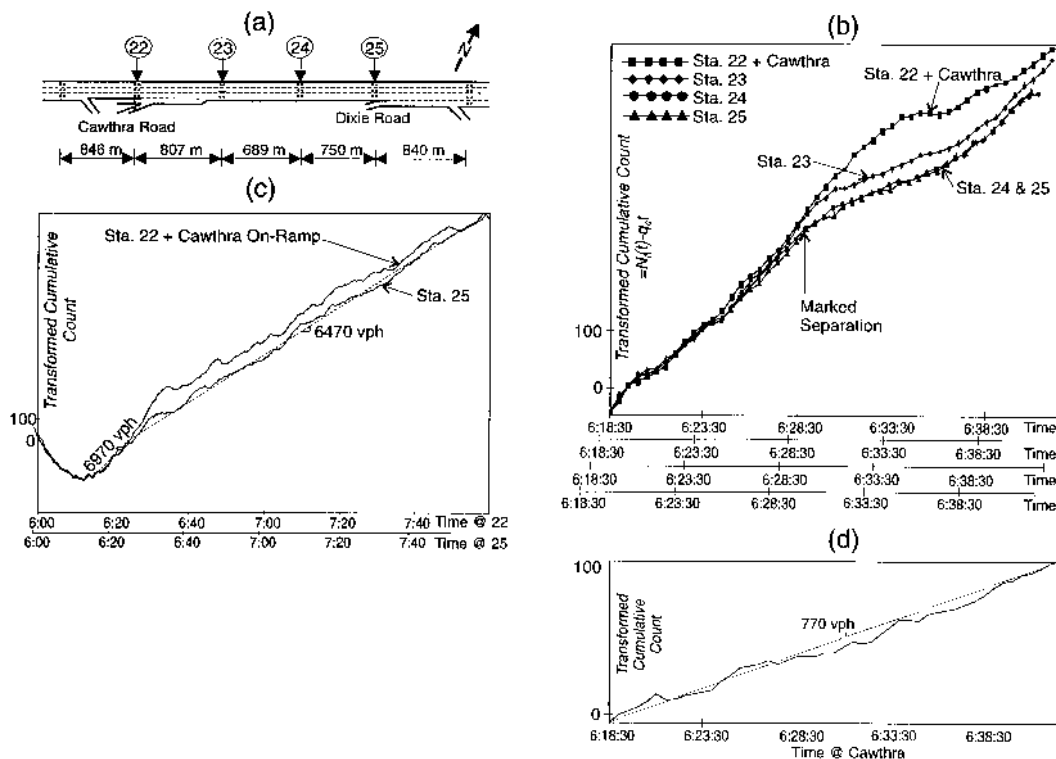 (a)
22 23 24 25
N
Cawthra Road
Dixie Road
846 m 807 m 689 m 750 m 840 m
(c)
Transformed Cumulative
Count
Sta. 22 + Cawthra On-Ramp
Sta. 25
6470 vph
6970 vph
100
0
6:00 6:20 6:40 7:00 7:20 7:40 Time @ 22
6:00 6:20 6:40 7:00 7:20 7:40 Time @ 25
(b)
Transformed Cumulative Count
Sta. 22 + Cawthra
Sta. 23
Sta. 24
Sta. 25
Sta. 22 + Cawthra
Sta. 23
Sta. 24 & 25
Marked
Separation
100
0
6:18:30 6:23:30 6:28:30 6:33:30 6:38:30 Time
6:18:30 6:23:30 6:28:30 6:33:30 6:38:30 Time
6:18:30 6:23:30 6:28:30 6:33:30 6:38:30 Time
6:18:30 6:23:30 6:28:30 6:33:30 6:38:30 Time
(d)
Transformed
Cumulative
Count
100
0
770 vph
6:18:30 6:23:30 6:28:30 6:33:30 6:38:30
Time @ Cawthra